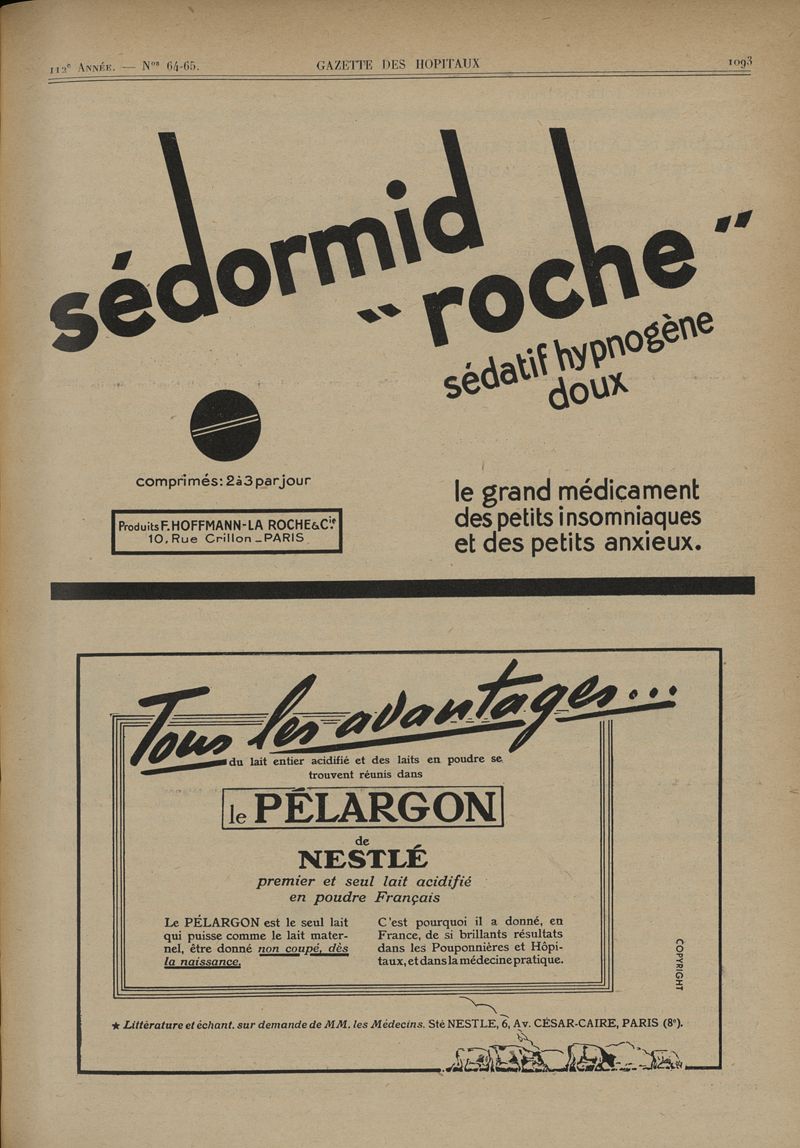 112e ANNÉE. — Nos 64-65.
GAZETTE DES HOPITAUX
1093
sédormid
"roche"
sédatif hypnogène
doux
comprimés: 2 à 3 par jour
Produits F. HOFFMANN-LA ROCHE & Cie
10, Rue Crillon - PARIS
le grand médicament
des petits insomniaques
et des petits anxieux.
Tous les avantages...
du lait entier acidifié et des laits en poudre se
trouvent réunis dans
le PÉLARGON
de
NESTLÉ
premier et seul lait acidifié
en poudre Français
Le PÉLARGON est le seul lait
qui puisse comme le lait mater-
nel, être donné non coupé, dès
la naissance.
C'est pourquoi il a donné, en
France, de si brillants résultats
dans les Pouponnières et Hôpi-
taux, et dans la médecine pratique.
COPYRIGHT
★ Littérature et échant. sur demande de MM. les Médecins. Sté NESTLE, 6, Av. CÉSAR-CAIRE, PARIS (8e).